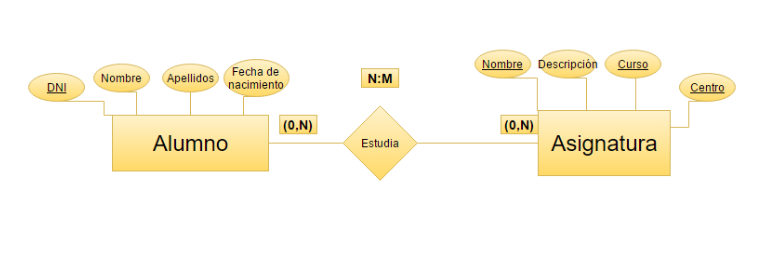 DNI
Nombre
Apellidos
Fecha de
nacimiento
N:M
Nombre
Descripción
Curso
Centro
Alumno
(0,N)
Estudia
(0,N)
Asignatura